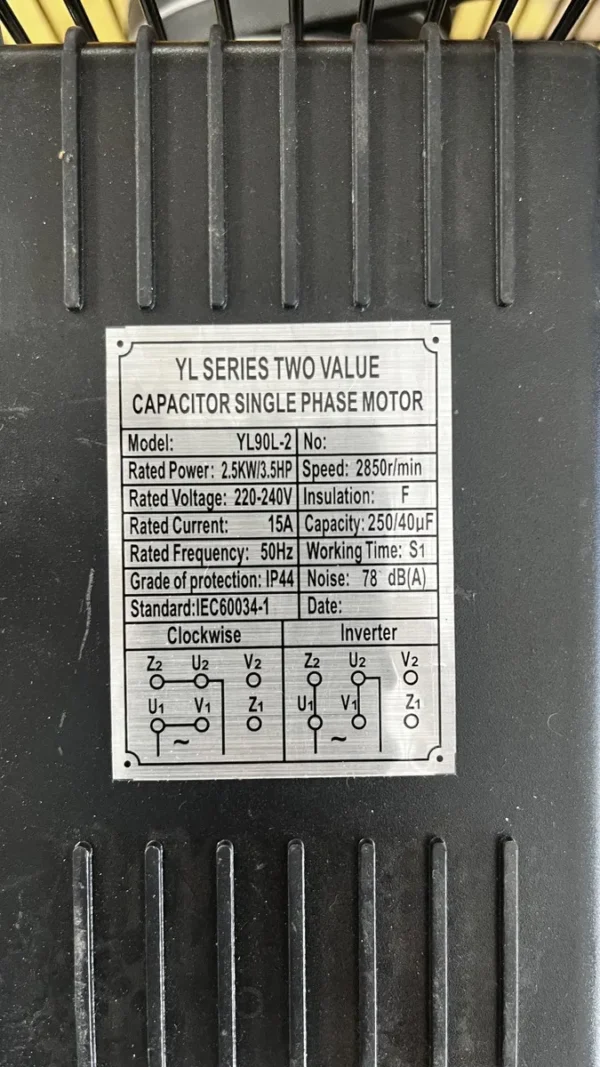 YL SERIES TWO VALUE
CAPACITOR SINGLE PHASE MOTOR
Model: YL90L-2 No:
Rated Power: 2.5KW/3.5HP Speed: 2850r/min
Rated Voltage: 220-240V Insulation: F
Rated Current: 15A Capacity: 250/40μF
Rated Frequency: 50Hz Working Time: S1
Grade of protection: IP44 Noise: 78 dB(A)
Standard:IEC60034-1 Date:
Clockwise Inverter
Z2 U2 V2 Z2 U2 V2
U1 V1 Z1 U1 V1 Z1
~ ~